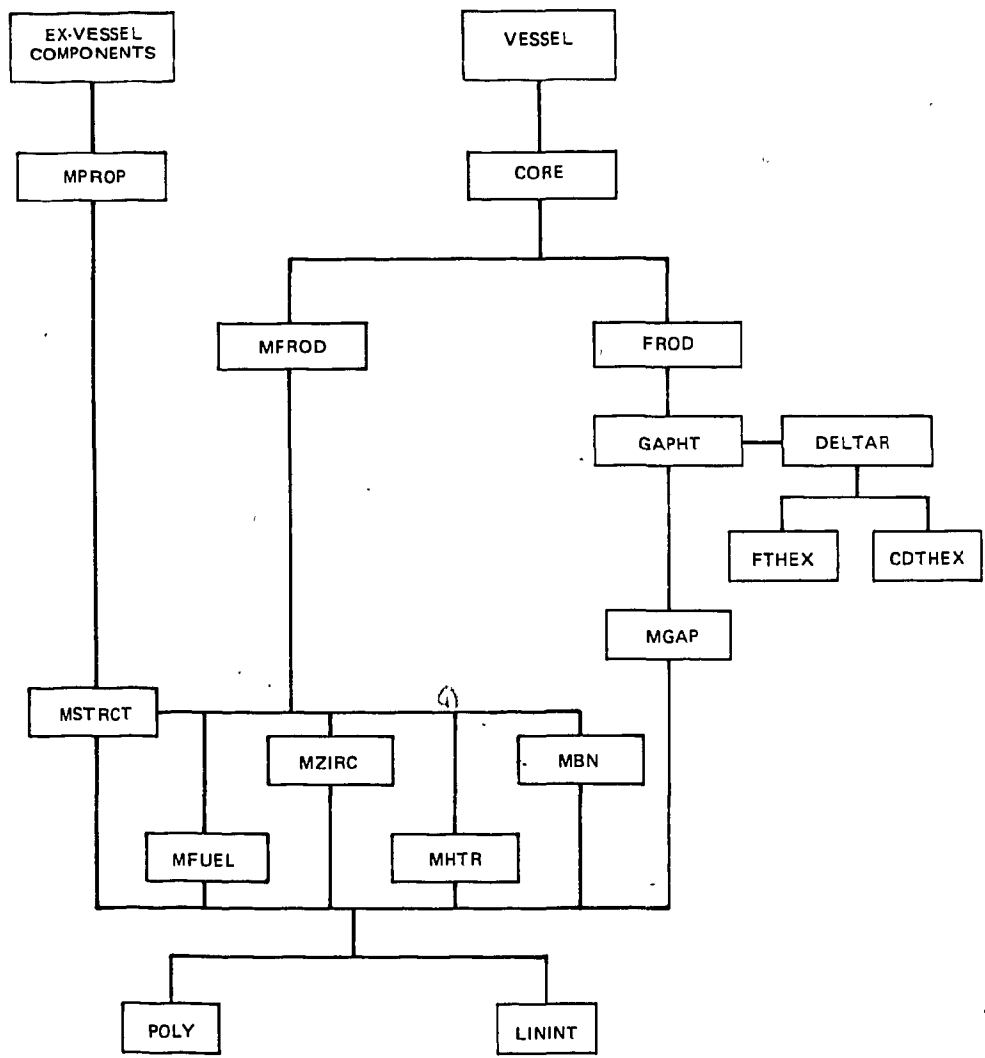 EX-VESSEL
COMPONENTS
VESSEL
MPROP
CORE
MFROD
FROD
GAPHT
DELTAR
FTHEX
CDTHEX
MGAP
MSTRCT
MZIRC
MBN
MFUEL
MHTR
POLY
LININT